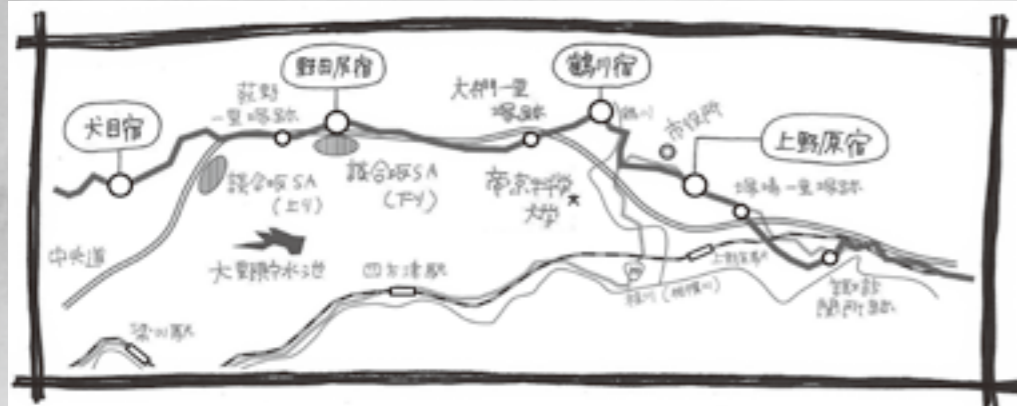 犬目宿
荻野
一里塚跡
野田尻宿
大椚一里
塚跡
鶴川宿
鶴川
市役所
上野原宿
塚場一里塚跡
談合坂SA
(上り)
談合坂SA
(下り)
帝京科学
大学
中央道
大野貯水池
四方津駅
上野原駅
桂川(相模川)
諏訪
関所跡
梁川駅